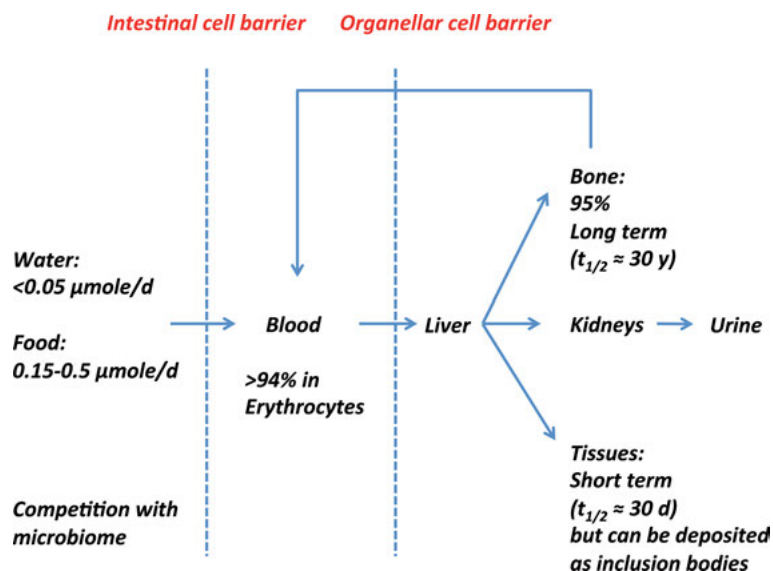 Intestinal cell barrier
Organellar cell barrier
Water:
<0.05 µmole/d
Food:
0.15-0.5 µmole/d
Competition with
microbiome
Blood
>94% in
Erythrocytes
Liver
Bone:
95%
Long term
(t1/2 ≈ 30 y)
Kidneys
Urine
Tissues:
Short term
(t1/2 ≈ 30 d)
but can be deposited
as inclusion bodies